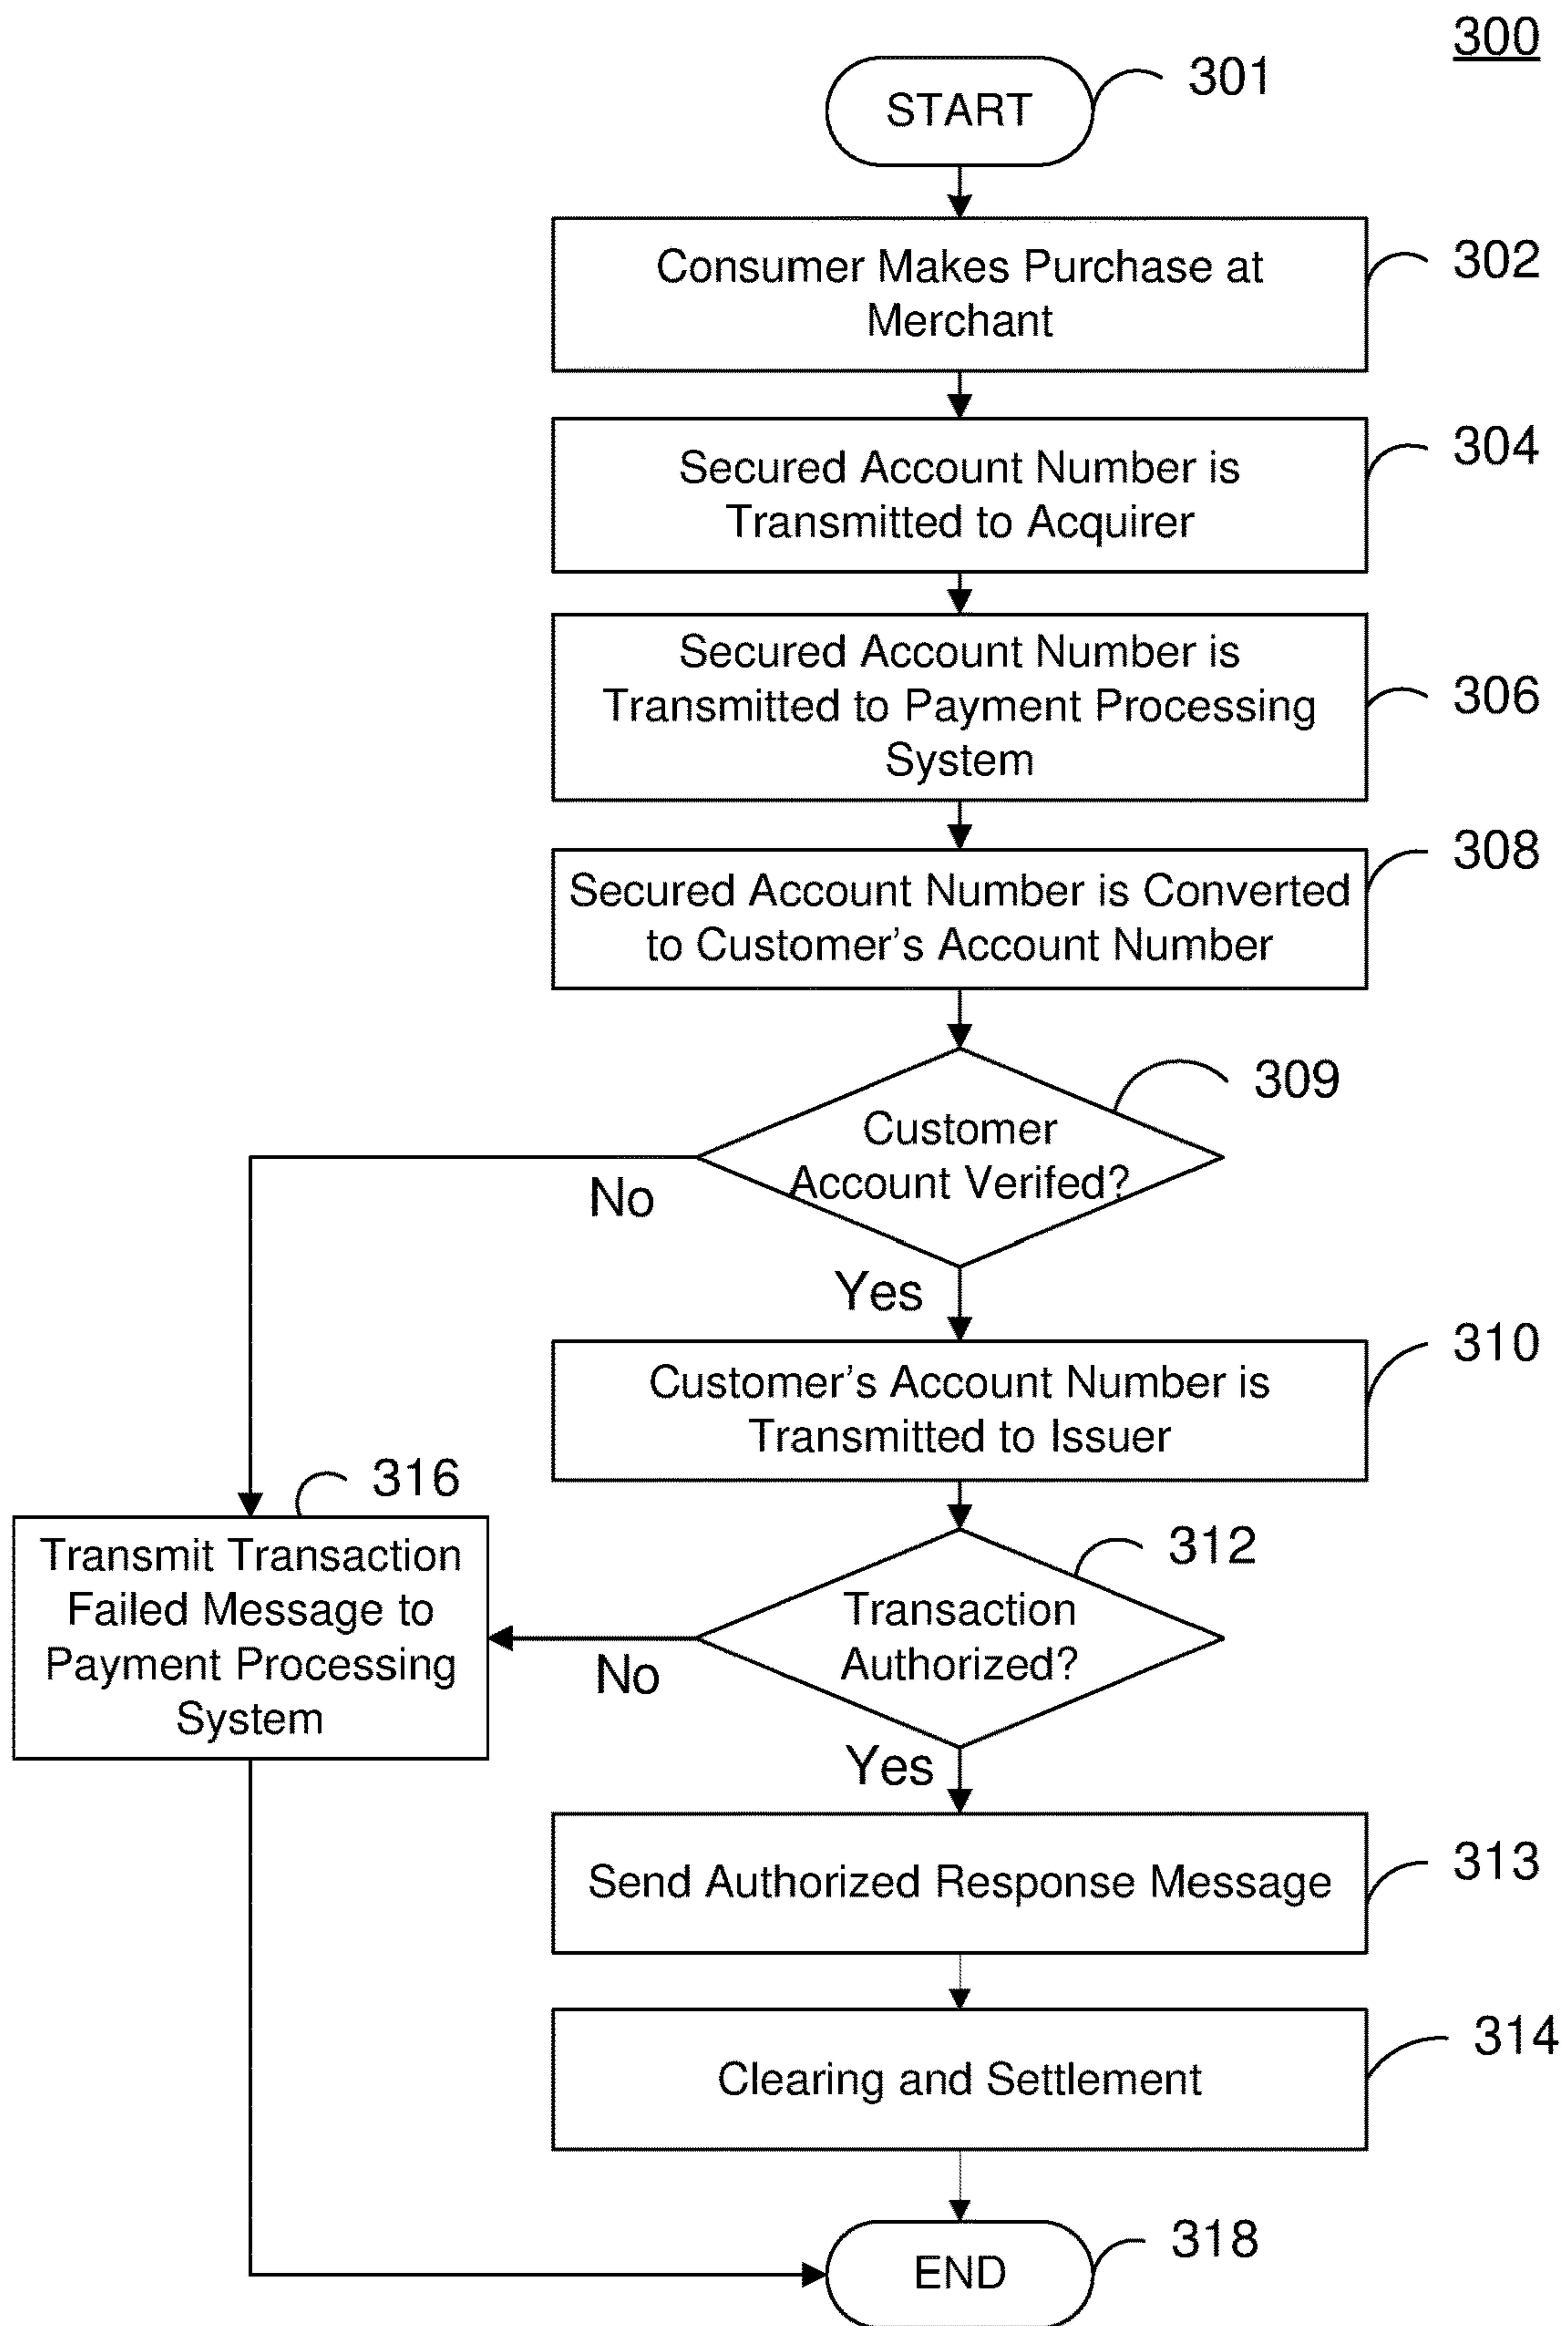 300
START
301
Consumer Makes Purchase at
Merchant
302
Secured Account Number is
Transmitted to Acquirer
304
Secured Account Number is
Transmitted to Payment Processing
System
306
Secured Account Number is Converted
to Customer's Account Number
308
Customer
Account Verifed?
309
No
Yes
Customer's Account Number is
Transmitted to Issuer
310
316
Transmit Transaction
Failed Message to
Payment Processing
System
Transaction
Authorized?
312
No
Yes
Send Authorized Response Message
313
Clearing and Settlement
314
END
318